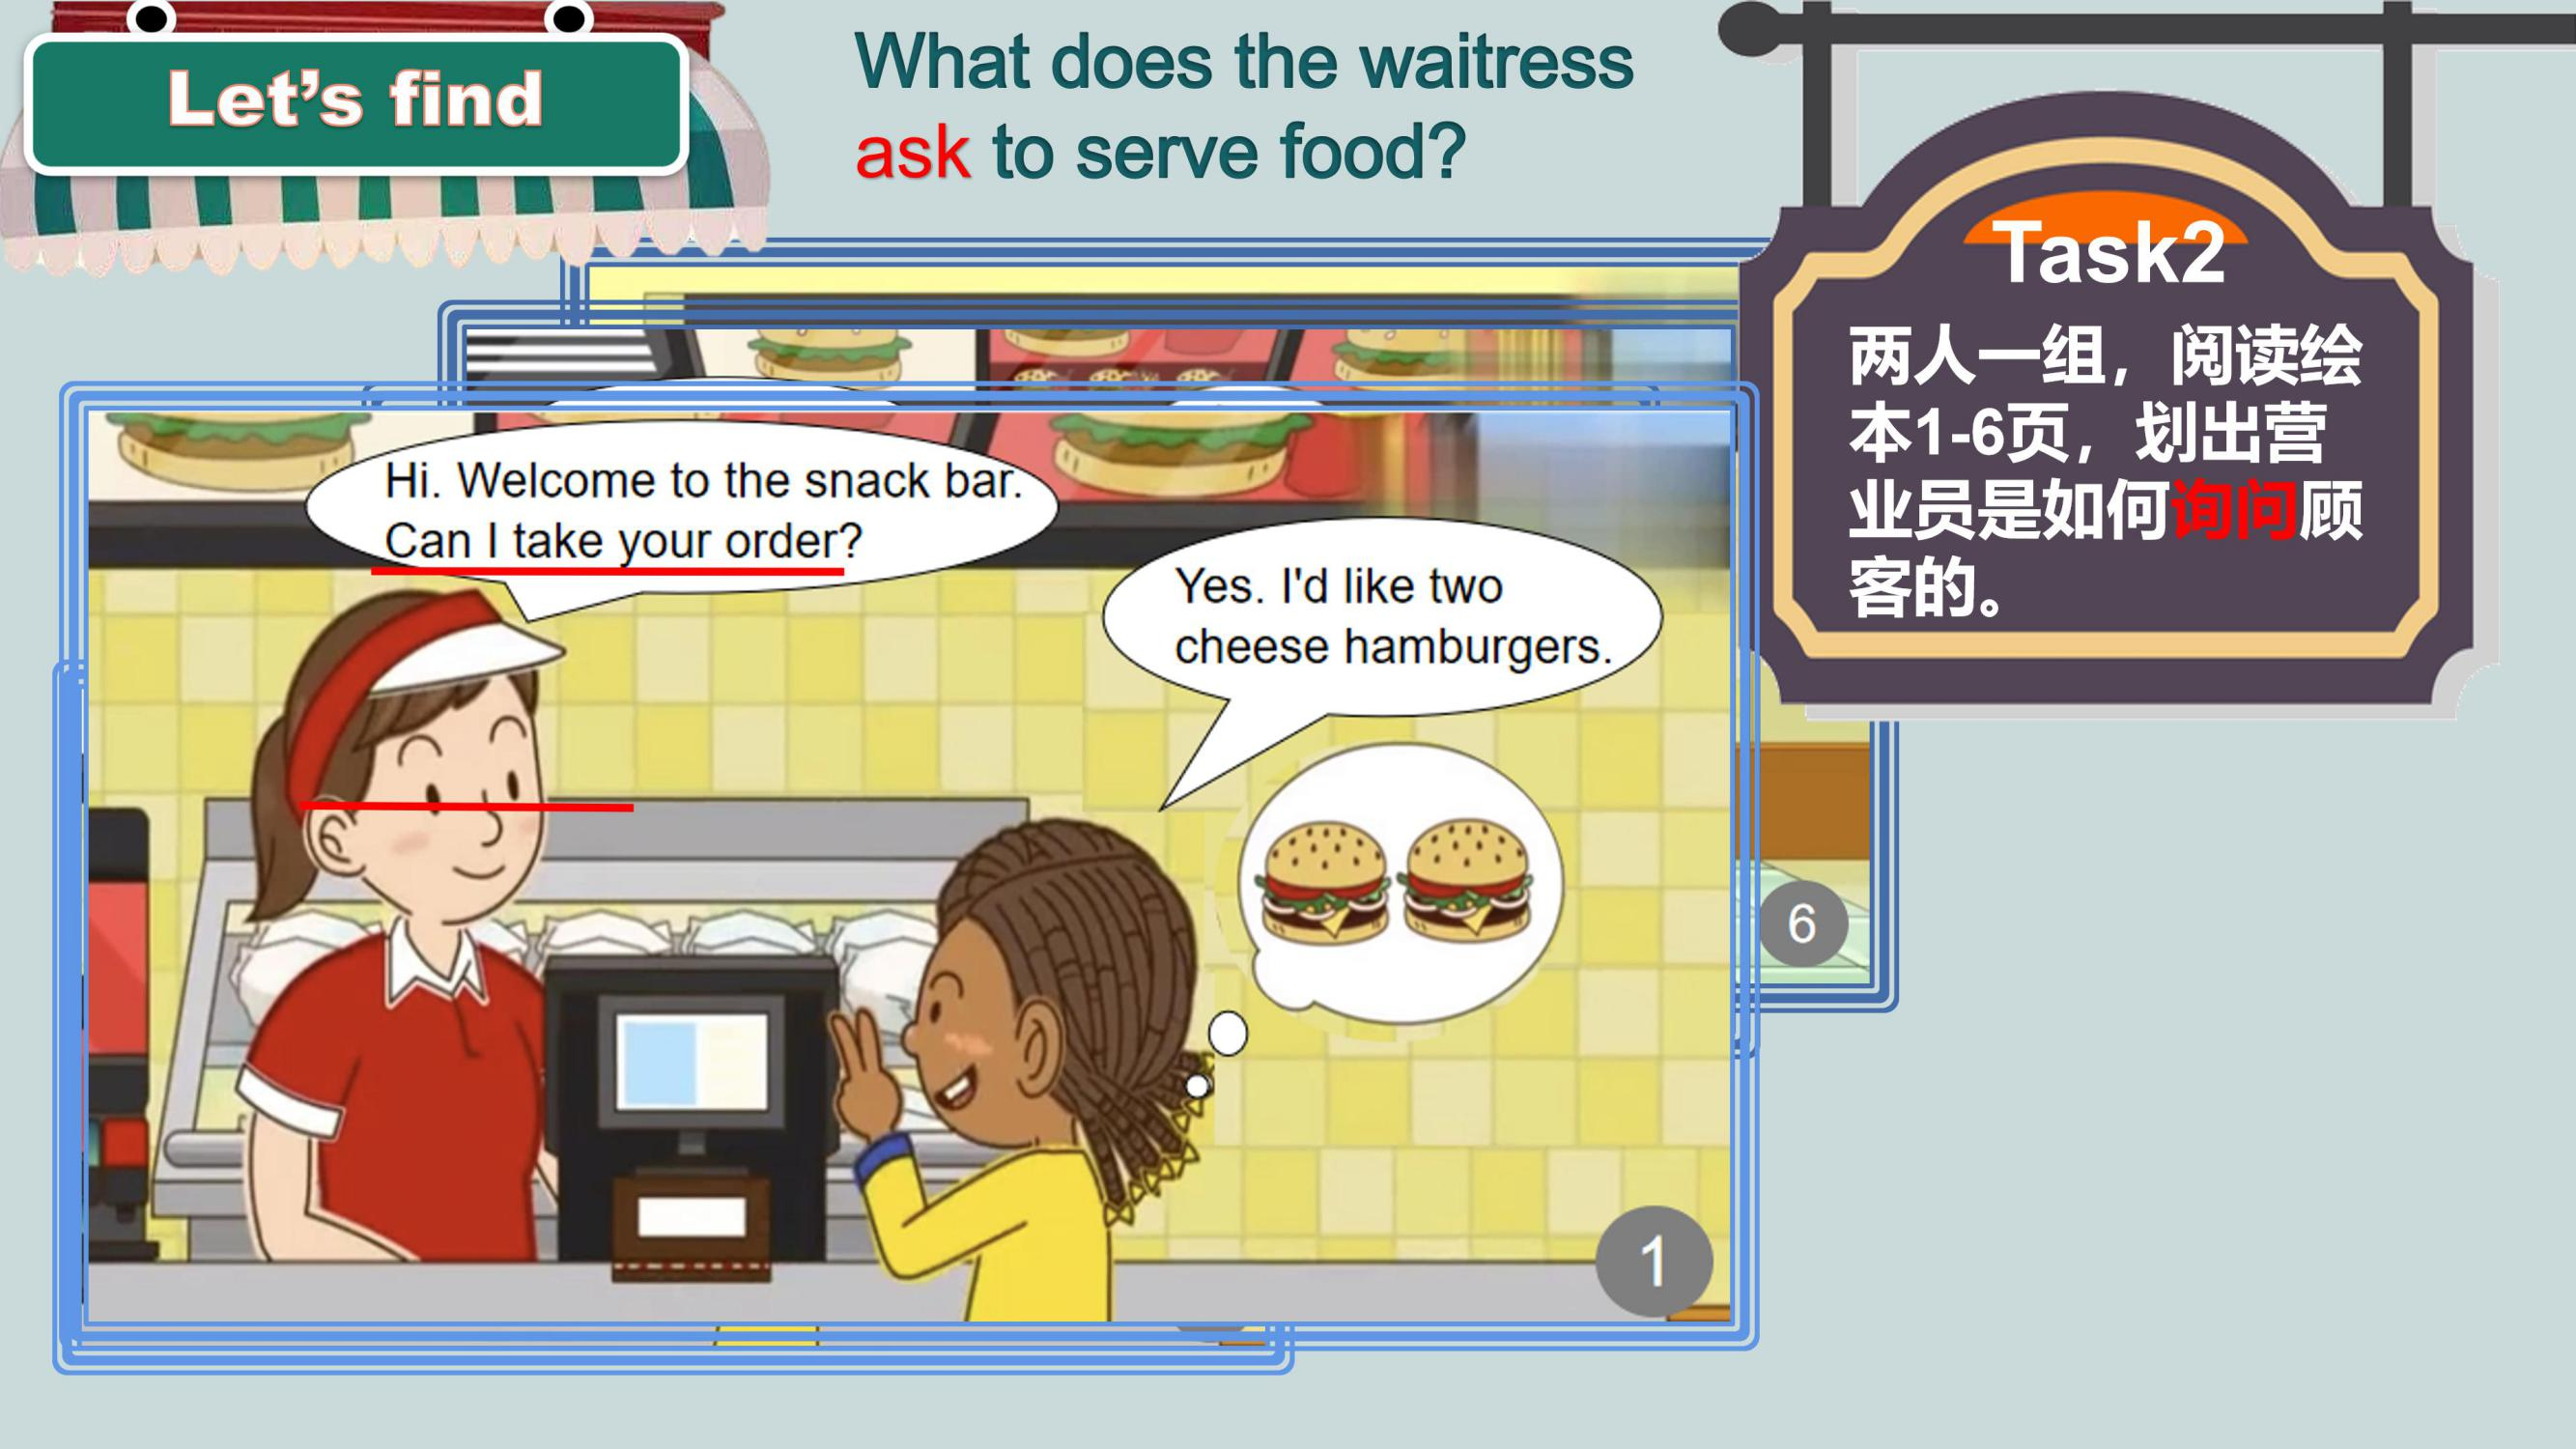 Let's find
What does the waitress
ask to serve food?
Task2
两人一组，阅读绘
本1-6页，划出营
业员是如何询问顾
客的。
Hi. Welcome to the snack bar.
Can I take your order?
Yes. I'd like two
cheese hamburgers.
6
1